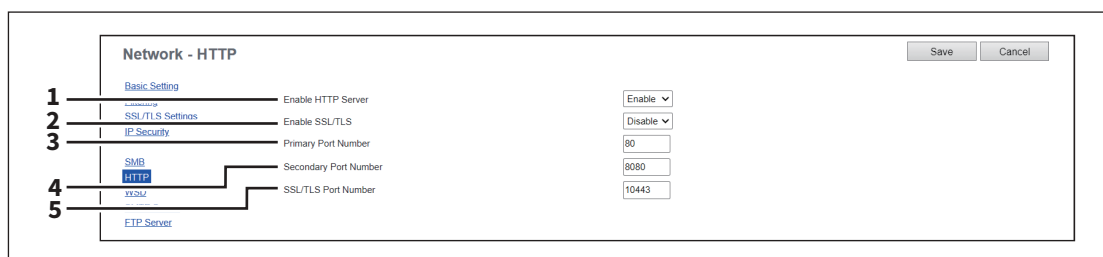 Network - HTTP
Save Cancel
Basic Setting
1 Enable HTTP Server Enable
SSL/TLS Settings
2 Enable SSL/TLS Disable
IP Security
3 Primary Port Number 80
SMB
Secondary Port Number 8080
HTTP
4
SSL/TLS Port Number 10443
WSD
5
FTP Server